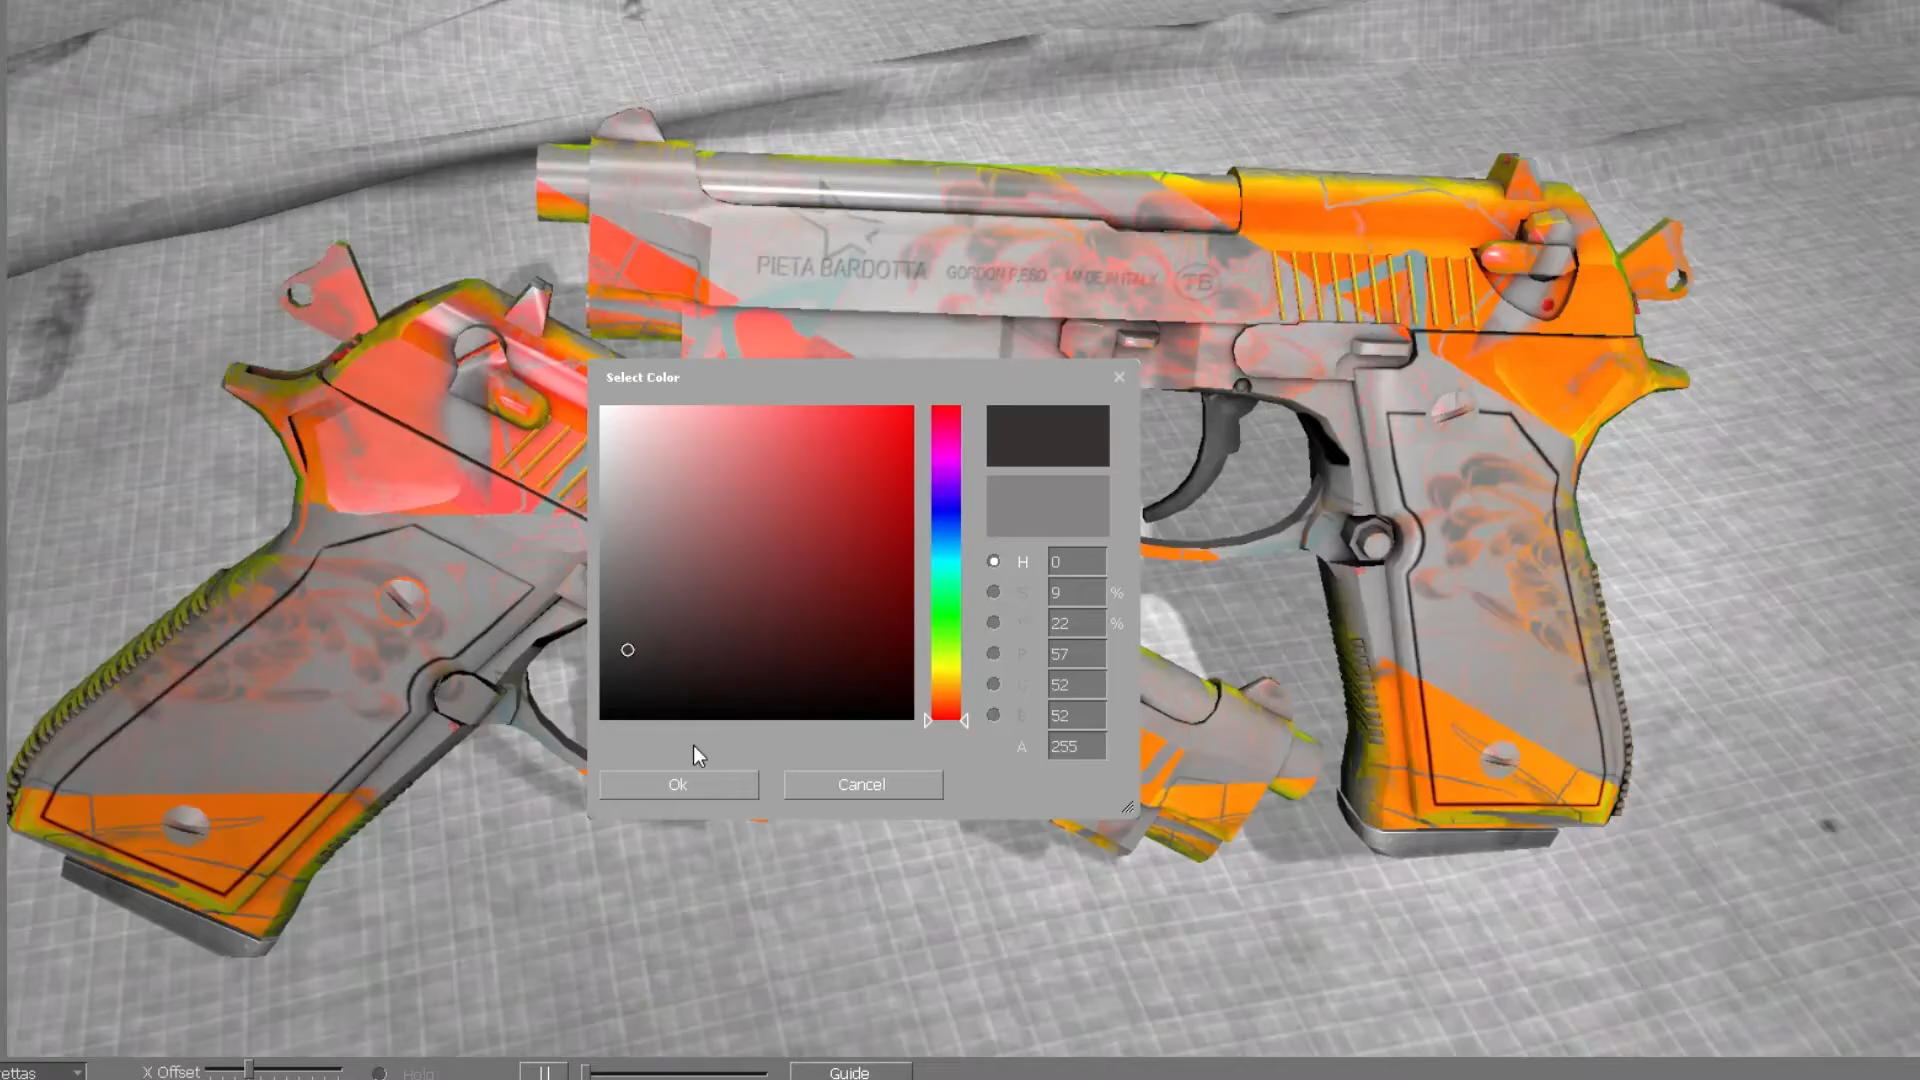 PIETA BARDOTTA
Select Color
H 0
9 %
22 %
57
52
52
A 255
Ok Cancel
ettas X Offset Guide